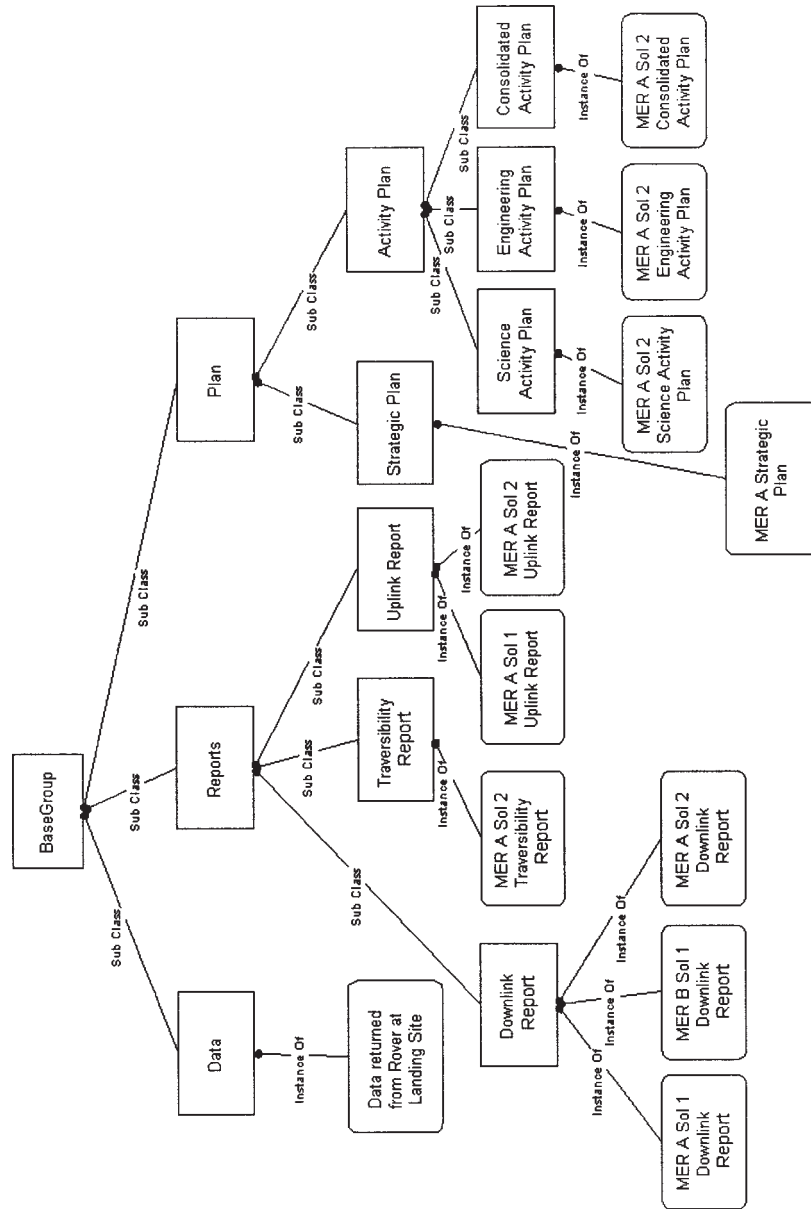 BaseGroup
Sub Class
Sub Class
Sub Class
Data
Reports
Plan
Instance Of
Sub Class
Sub Class
Sub Class
Sub Class
Sub Class
Data returned
from Rover at
Landing Site
Traversibility
Report
Uplink Report
Strategic Plan
Activity Plan
Instance Of
Instance Of
Instance Of
Sub Class
Sub Class
Sub Class
Downlink
Report
MER A Sol 2
Traversibility
Report
MER A Sol 1
Uplink Report
MER A Sol 2
Uplink Report
Science
Activity Plan
Engineering
Activity Plan
Consolidated
Activity Plan
Instance Of
Instance Of
Instance Of
Instance Of
Instance Of
Instance Of
Instance Of
MER A Sol 1
Downlink
Report
MER B Sol 1
Downlink
Report
MER A Sol 2
Downlink
Report
MER A Sol 2
Science Activity
Plan
MER A Sol 2
Engineering
Activity Plan
MER A Sol 2
Consolidated
Activity Plan
MER A Strategic
Plan